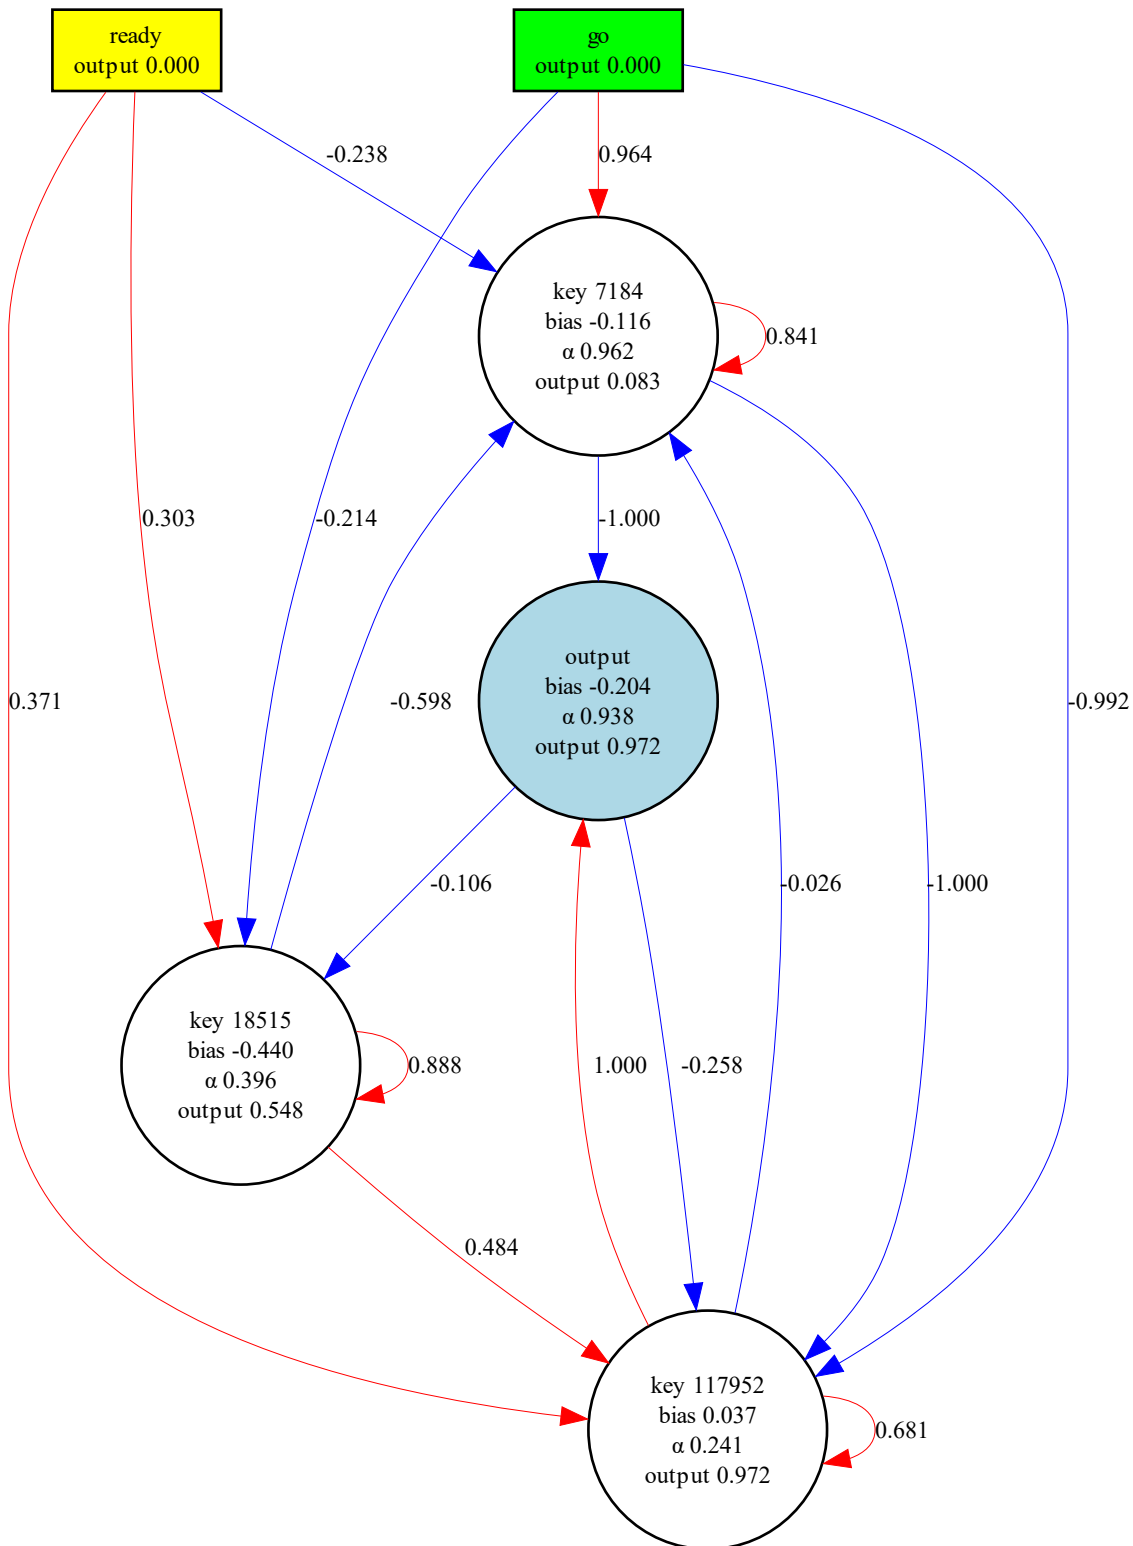 ready
output 0.000
go
output 0.000
-0.238
0.964
key 7184
bias -0.116
α 0.962
output 0.083
0.841
0.303
-0.214
-1.000
output
bias -0.204
α 0.938
output 0.972
0.371
-0.598
-0.992
-0.106
-0.026
-1.000
key 18515
bias -0.440
α 0.396
output 0.548
0.888
1.000
-0.258
0.484
key 117952
bias 0.037
α 0.241
output 0.972
0.681